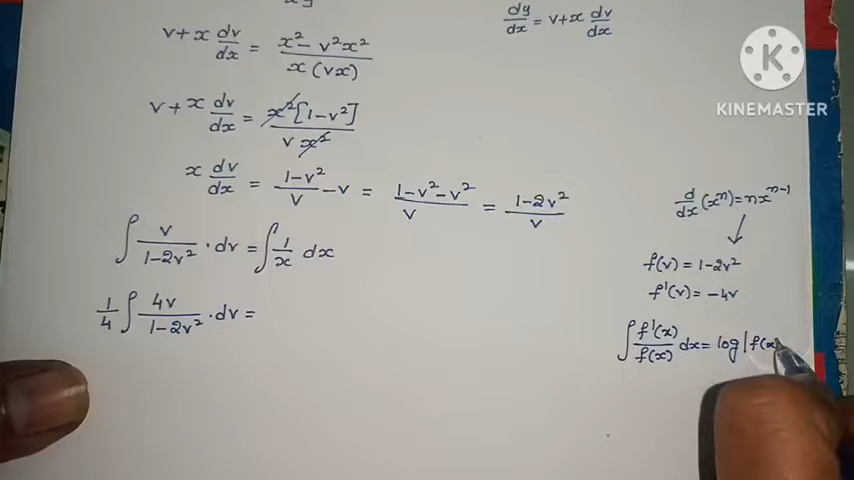 dy/dx = v+x dv/dx
v+x dv/dx = x²-v²x² / x(vx)
K
KINEMASTER
v+x dv/dx = x²[1-v²] / vx²
x dv/dx = 1-v²/v - v = 1-v²-v²/v = 1-2v²/v
d/dx(xⁿ)=nxⁿ⁻¹
∫ v/1-2v² · dv = ∫ 1/x dx
f(v) = 1-2v²
f'(v) = -4v
1/4 ∫ 4v/1-2v² · dv =
∫ f'(x)/f(x) dx = log|f(x